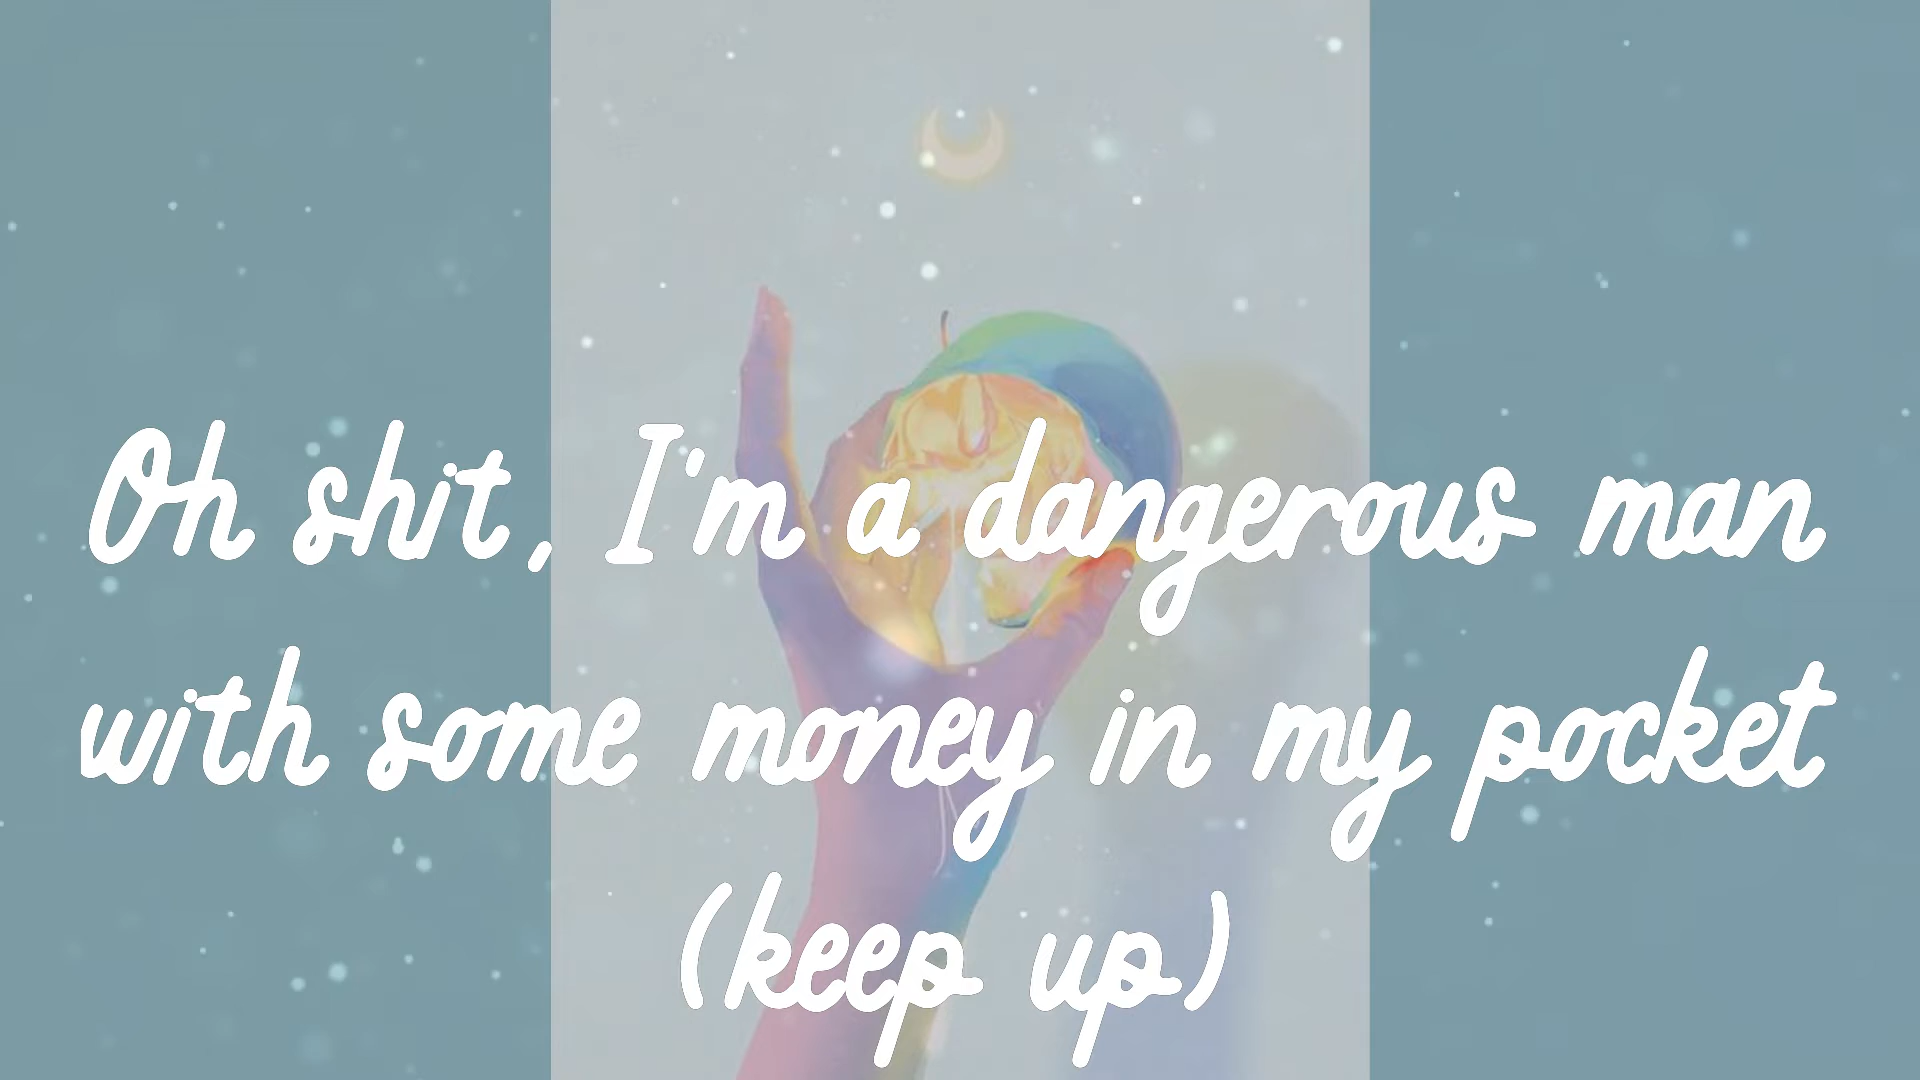 Oh shit, I'm a dangerous man
with some money in my pocket
(keep up)